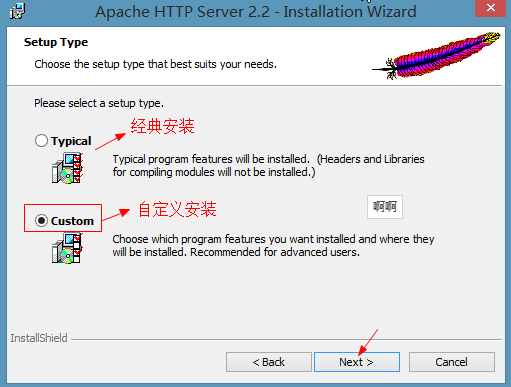 Apache HTTP Server 2.2 - Installation Wizard
Setup Type
Choose the setup type that best suits your needs.
Please select a setup type.
经典安装
Typical
Typical program features will be installed. (Headers and Libraries
for compiling modules will not be installed.)
自定义安装
Custom
Choose which program features you want installed and where they
will be installed. Recommended for advanced users.
InstallShield
< Back
Next >
Cancel